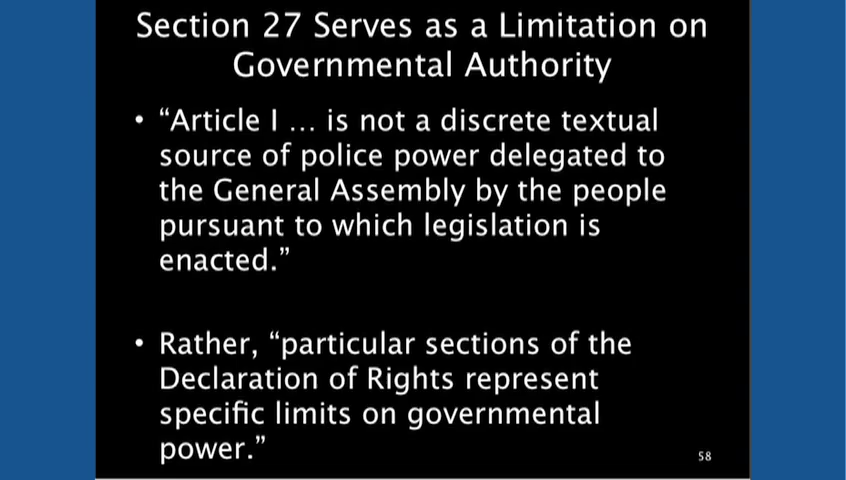 Section 27 Serves as a Limitation on
Governmental Authority
• “Article I … is not a discrete textual
source of police power delegated to
the General Assembly by the people
pursuant to which legislation is
enacted.”
• Rather, “particular sections of the
Declaration of Rights represent
specific limits on governmental
power.”
58